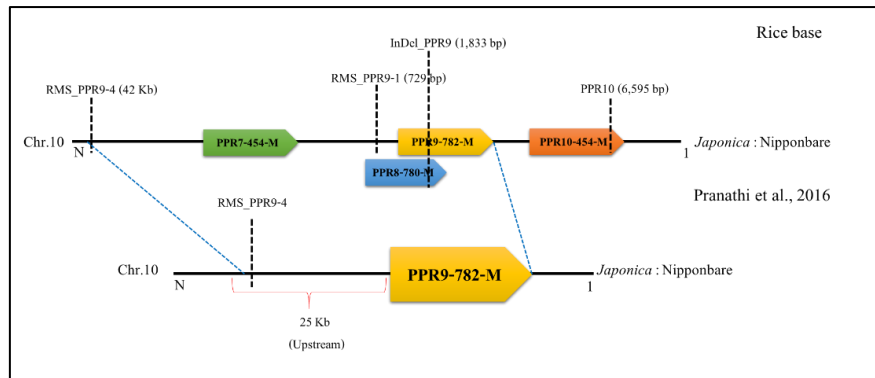 Rice base
InDel_PPR9 (1,833 bp)
RMS_PPR9-1 (729 bp)
RMS_PPR9-4 (42 Kb)
PPR10 (6,595 bp)
Chr.10
PPR7-454-M
PPR9-782-M
PPR10-454-M
Japonica : Nipponbare
N
1
PPR8-780-M
Pranathi et al., 2016
RMS_PPR9-4
Chr.10
PPR9-782-M
Japonica : Nipponbare
N
1
25 Kb
(Upstream)